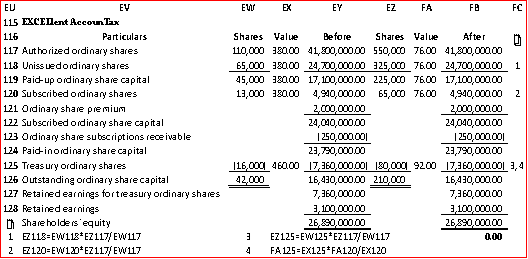 EU EV EW EX EY EZ FA FB FC
115 EXCELlent AccounTax
116 Particulars Shares Value Before Shares Value After
117 Authorized ordinary shares 110,000 380.00 41,800,000.00 550,000 76.00 41,800,000.00
118 Unissued ordinary shares 65,000 380.00 24,700,000.00 325,000 76.00 24,700,000.00 1
119 Paid-up ordinary share capital 45,000 380.00 17,100,000.00 225,000 76.00 17,100,000.00
120 Subscribed ordinary shares 13,000 380.00 4,940,000.00 65,000 76.00 4,940,000.00 2
121 Ordinary share premium 2,000,000.00 2,000,000.00
122 Subscribed ordinary share capital 24,040,000.00 24,040,000.00
123 Ordinary share subscriptions receivable (250,000.00) (250,000.00)
124 Paid-in ordinary share capital 23,790,000.00 23,790,000.00
125 Treasury ordinary shares (16,000) 460.00 (7,360,000.00) (80,000) 92.00 (7,360,000.00) 3,4
126 Outstanding ordinary share capital 42,000 16,430,000.00 210,000 16,430,000.00
127 Retained earnings for treasury ordinary shares 7,360,000.00 7,360,000.00
128 Retained earnings 3,100,000.00 3,100,000.00
Shareholders' equity 26,890,000.00 26,890,000.00
1 EZ118=EW118*EZ117/EW117 3 EZ125=EW125*EZ117/EW117 0.00
2 EZ120=EW120*EZ117/EW117 4 FA125=EX125*FA120/EX120